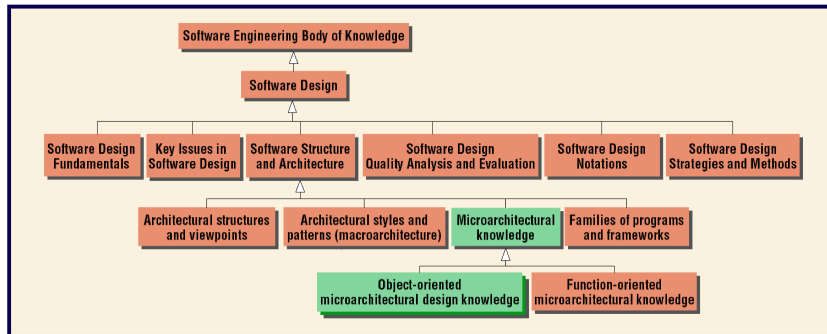 Software Engineering Body of Knowledge
Software Design
Software Design
Fundamentals
Key Issues in
Software Design
Software Structure
and Architecture
Software Design
Quality Analysis and Evaluation
Software Design
Notations
Software Design
Strategies and Methods
Architectural structures
and viewpoints
Architectural styles and
patterns (macroarchitecture)
Microarchitectural
knowledge
Families of programs
and frameworks
Object-oriented
microarchitectural design knowledge
Function-oriented
microarchitectural knowledge